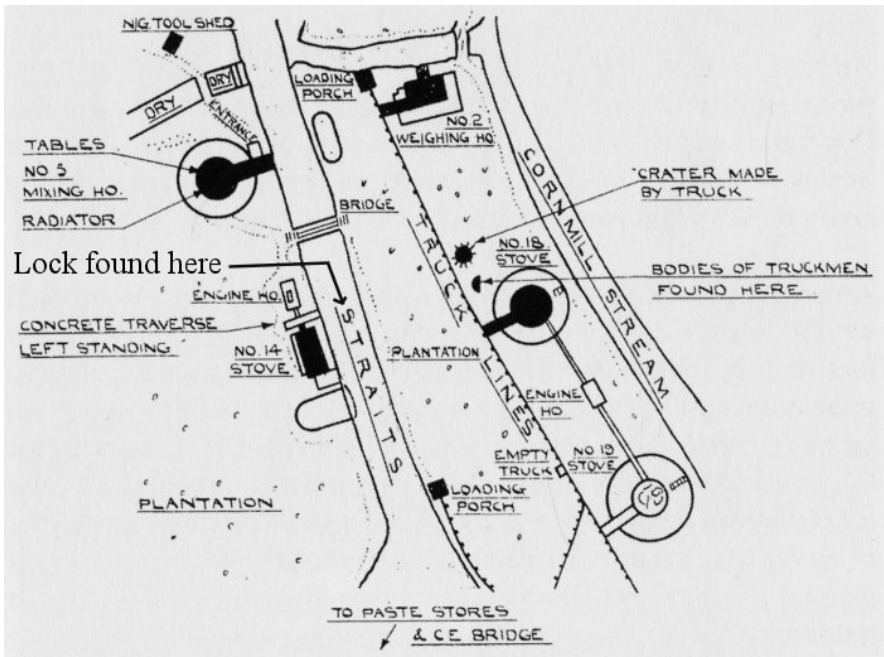 N/G. TOOL SHED
DRY
DRY
ENTRANCE
LOADING
PORCH
NO. 2
WEIGHING HO.
TABLES
NO 5
MIXING HO.
RADIATOR
BRIDGE
CORN MILL STREAM
CRATER MADE
BY TRUCK
Lock found here
NO. 18
STOVE
BODIES OF TRUCKMEN
FOUND HERE
ENGINE HO.
CONCRETE TRAVERSE
LEFT STANDING
NO. 14
STOVE
STRAITS
TRUCK LINES
PLANTATION
ENGINE
HO.
EMPTY
TRUCK
NO. 19
STOVE
LOADING
PORCH
PLANTATION
TO PASTE STORES
& C.E. BRIDGE